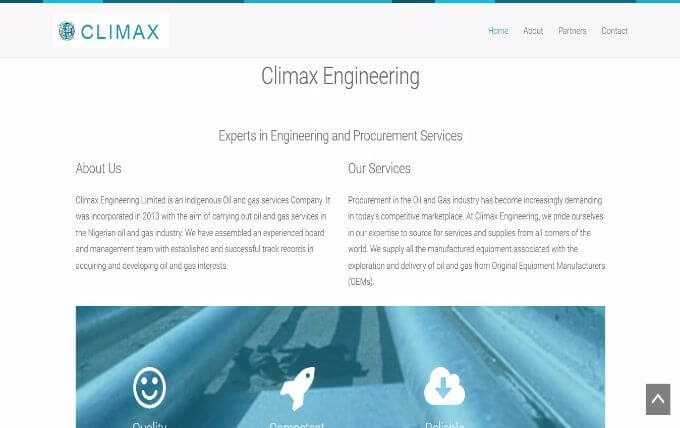 CLIMAX
Home About Partners Contact
Climax Engineering
Experts in Engineering and Procurement Services
About Us
Climax Engineering Limited is an indigenous Oil and gas services Company. It
was incorporated in 2013 with the aim of carrying out oil and gas services in
the Nigerian oil and gas industry. We have assembled an experienced board
and management team with established and successful track records in
acquiring and developing oil and gas interests.
Our Services
Procurement in the Oil and Gas industry has become increasingly demanding
in today's competitive marketplace. At Climax Engineering, we pride ourselves
in our expertise to source for services and supplies from all corners of the
world. We supply all the manufactured equipment associated with the
exploration and delivery of oil and gas from Original Equipment Manufacturers
(OEMs).
Quality Competent Reliable